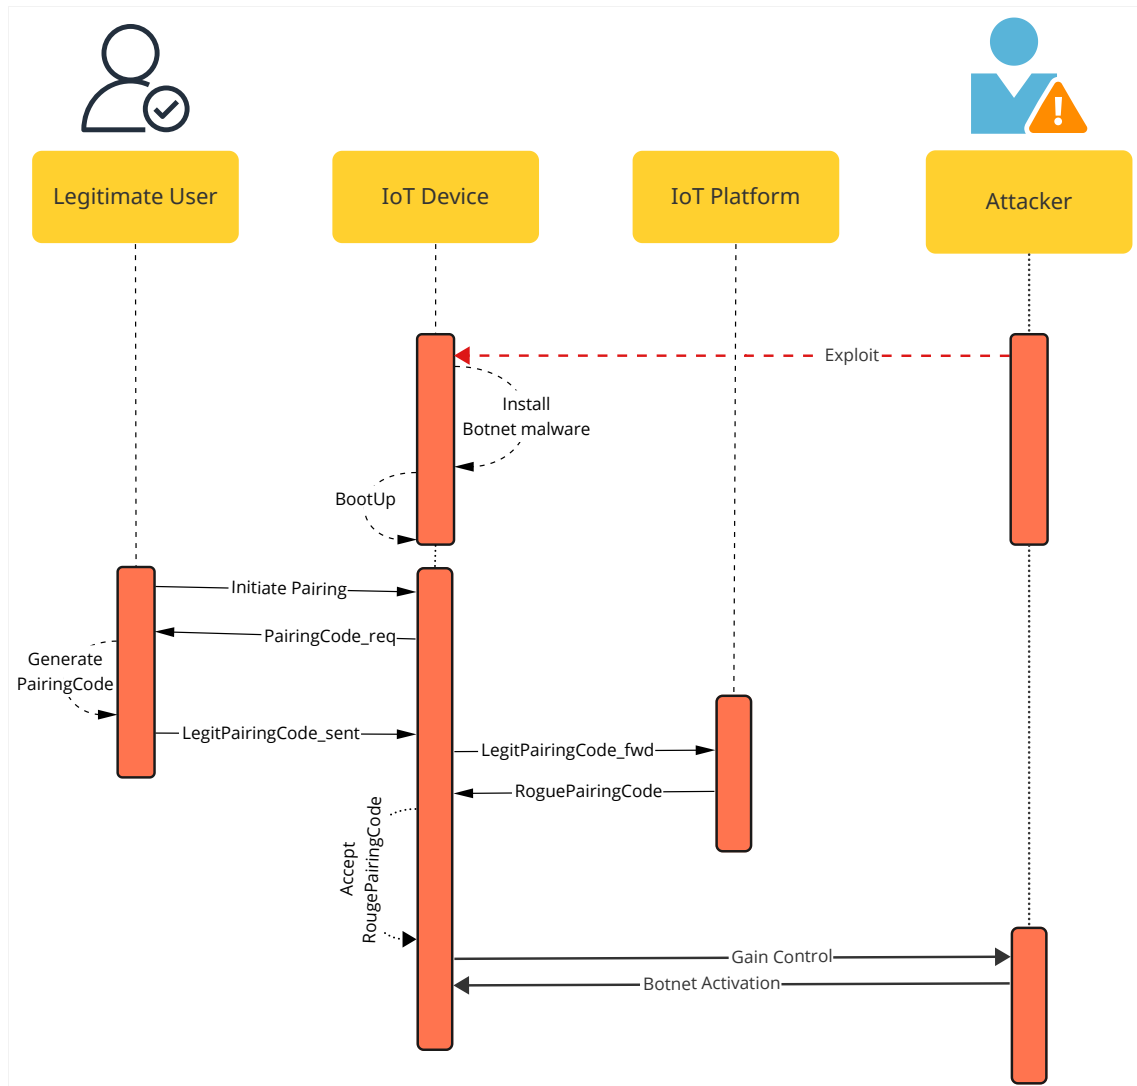 Legitimate User
IoT Device
IoT Platform
Attacker
Exploit
Install
Botnet malware
BootUp
Initiate Pairing
PairingCode_req
Generate
PairingCode
LegitPairingCode_sent
LegitPairingCode_fwd
RoguePairingCode
Accept
RougePairingCode
Gain Control
Botnet Activation